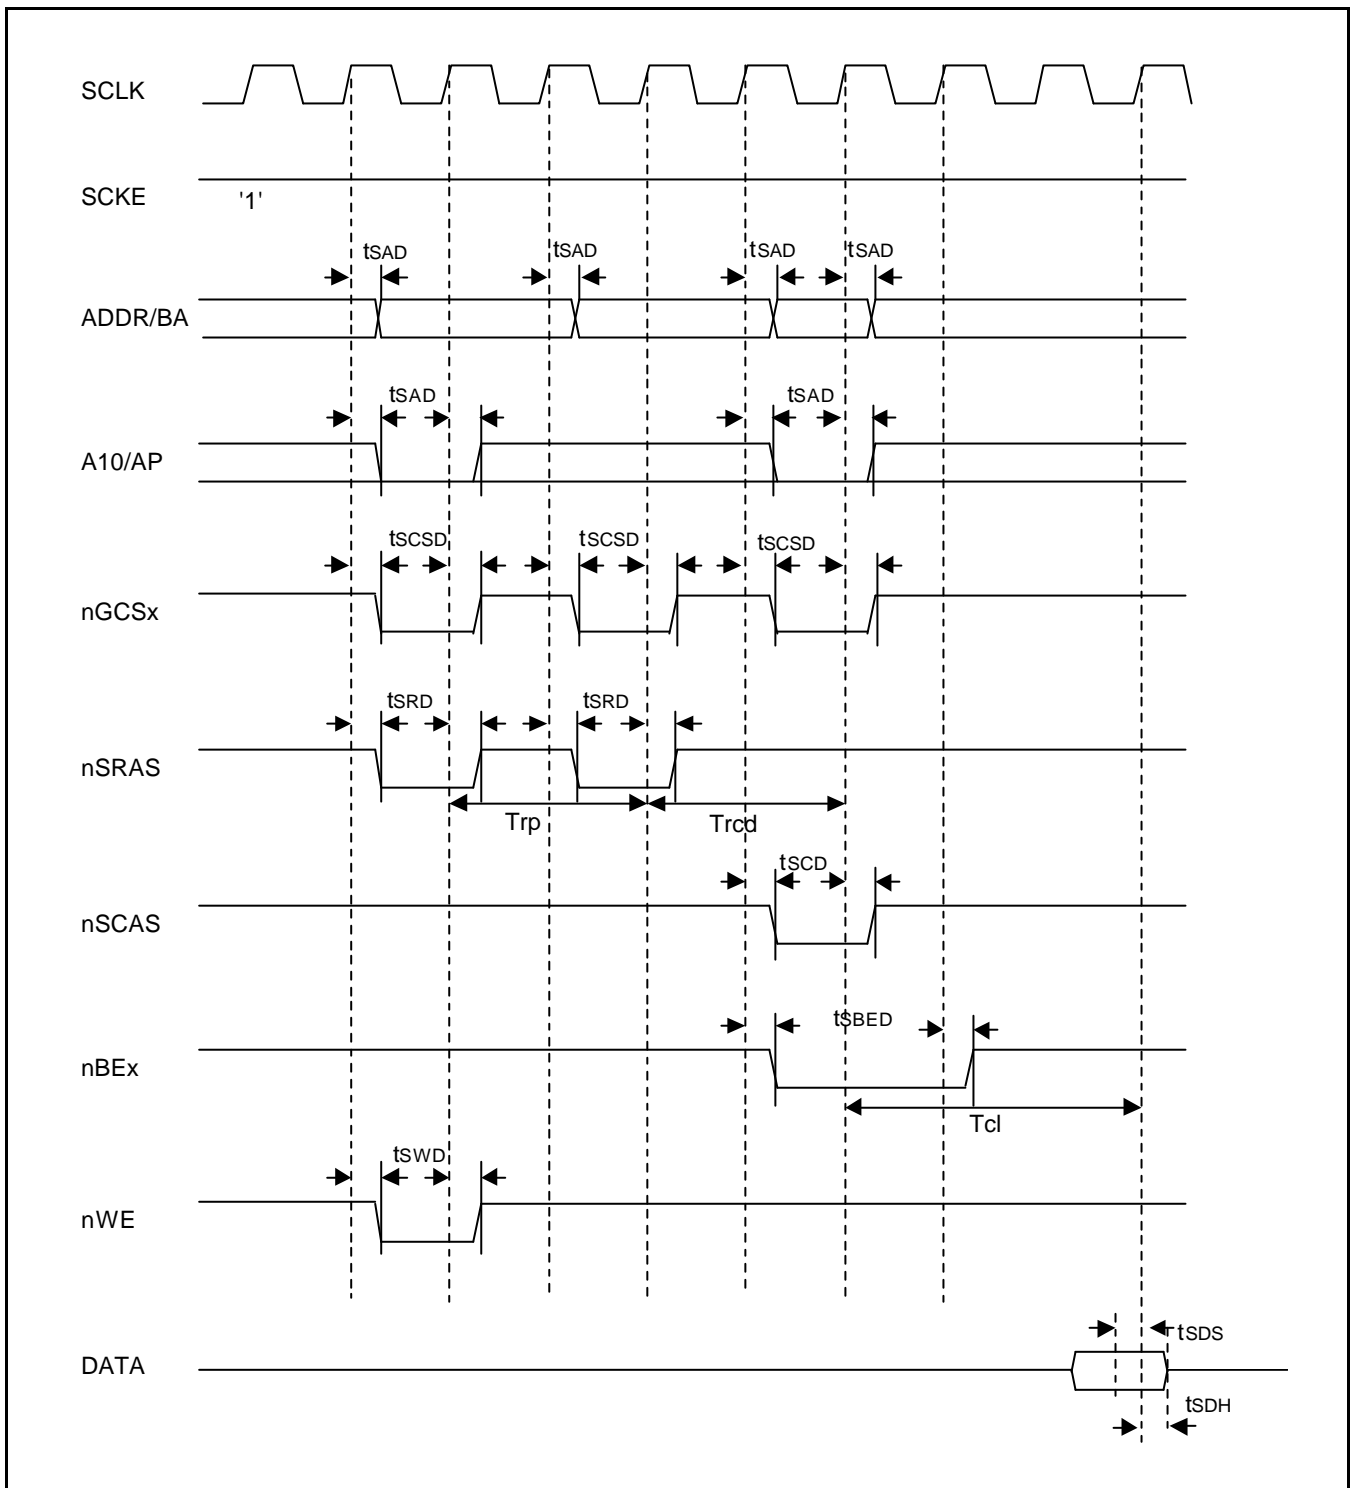 SCLK
SCKE '1'
tSAD tSAD tSAD tSAD
ADDR/BA
tSAD tSAD
A10/AP
tSCSD tSCSD tSCSD
nGCSx
tSRD tSRD
nSRAS
Trp Trcd
tSCD
nSCAS
tSBED
nBEx
Tcl
tSWD
nWE
tSDS
DATA
tSDH